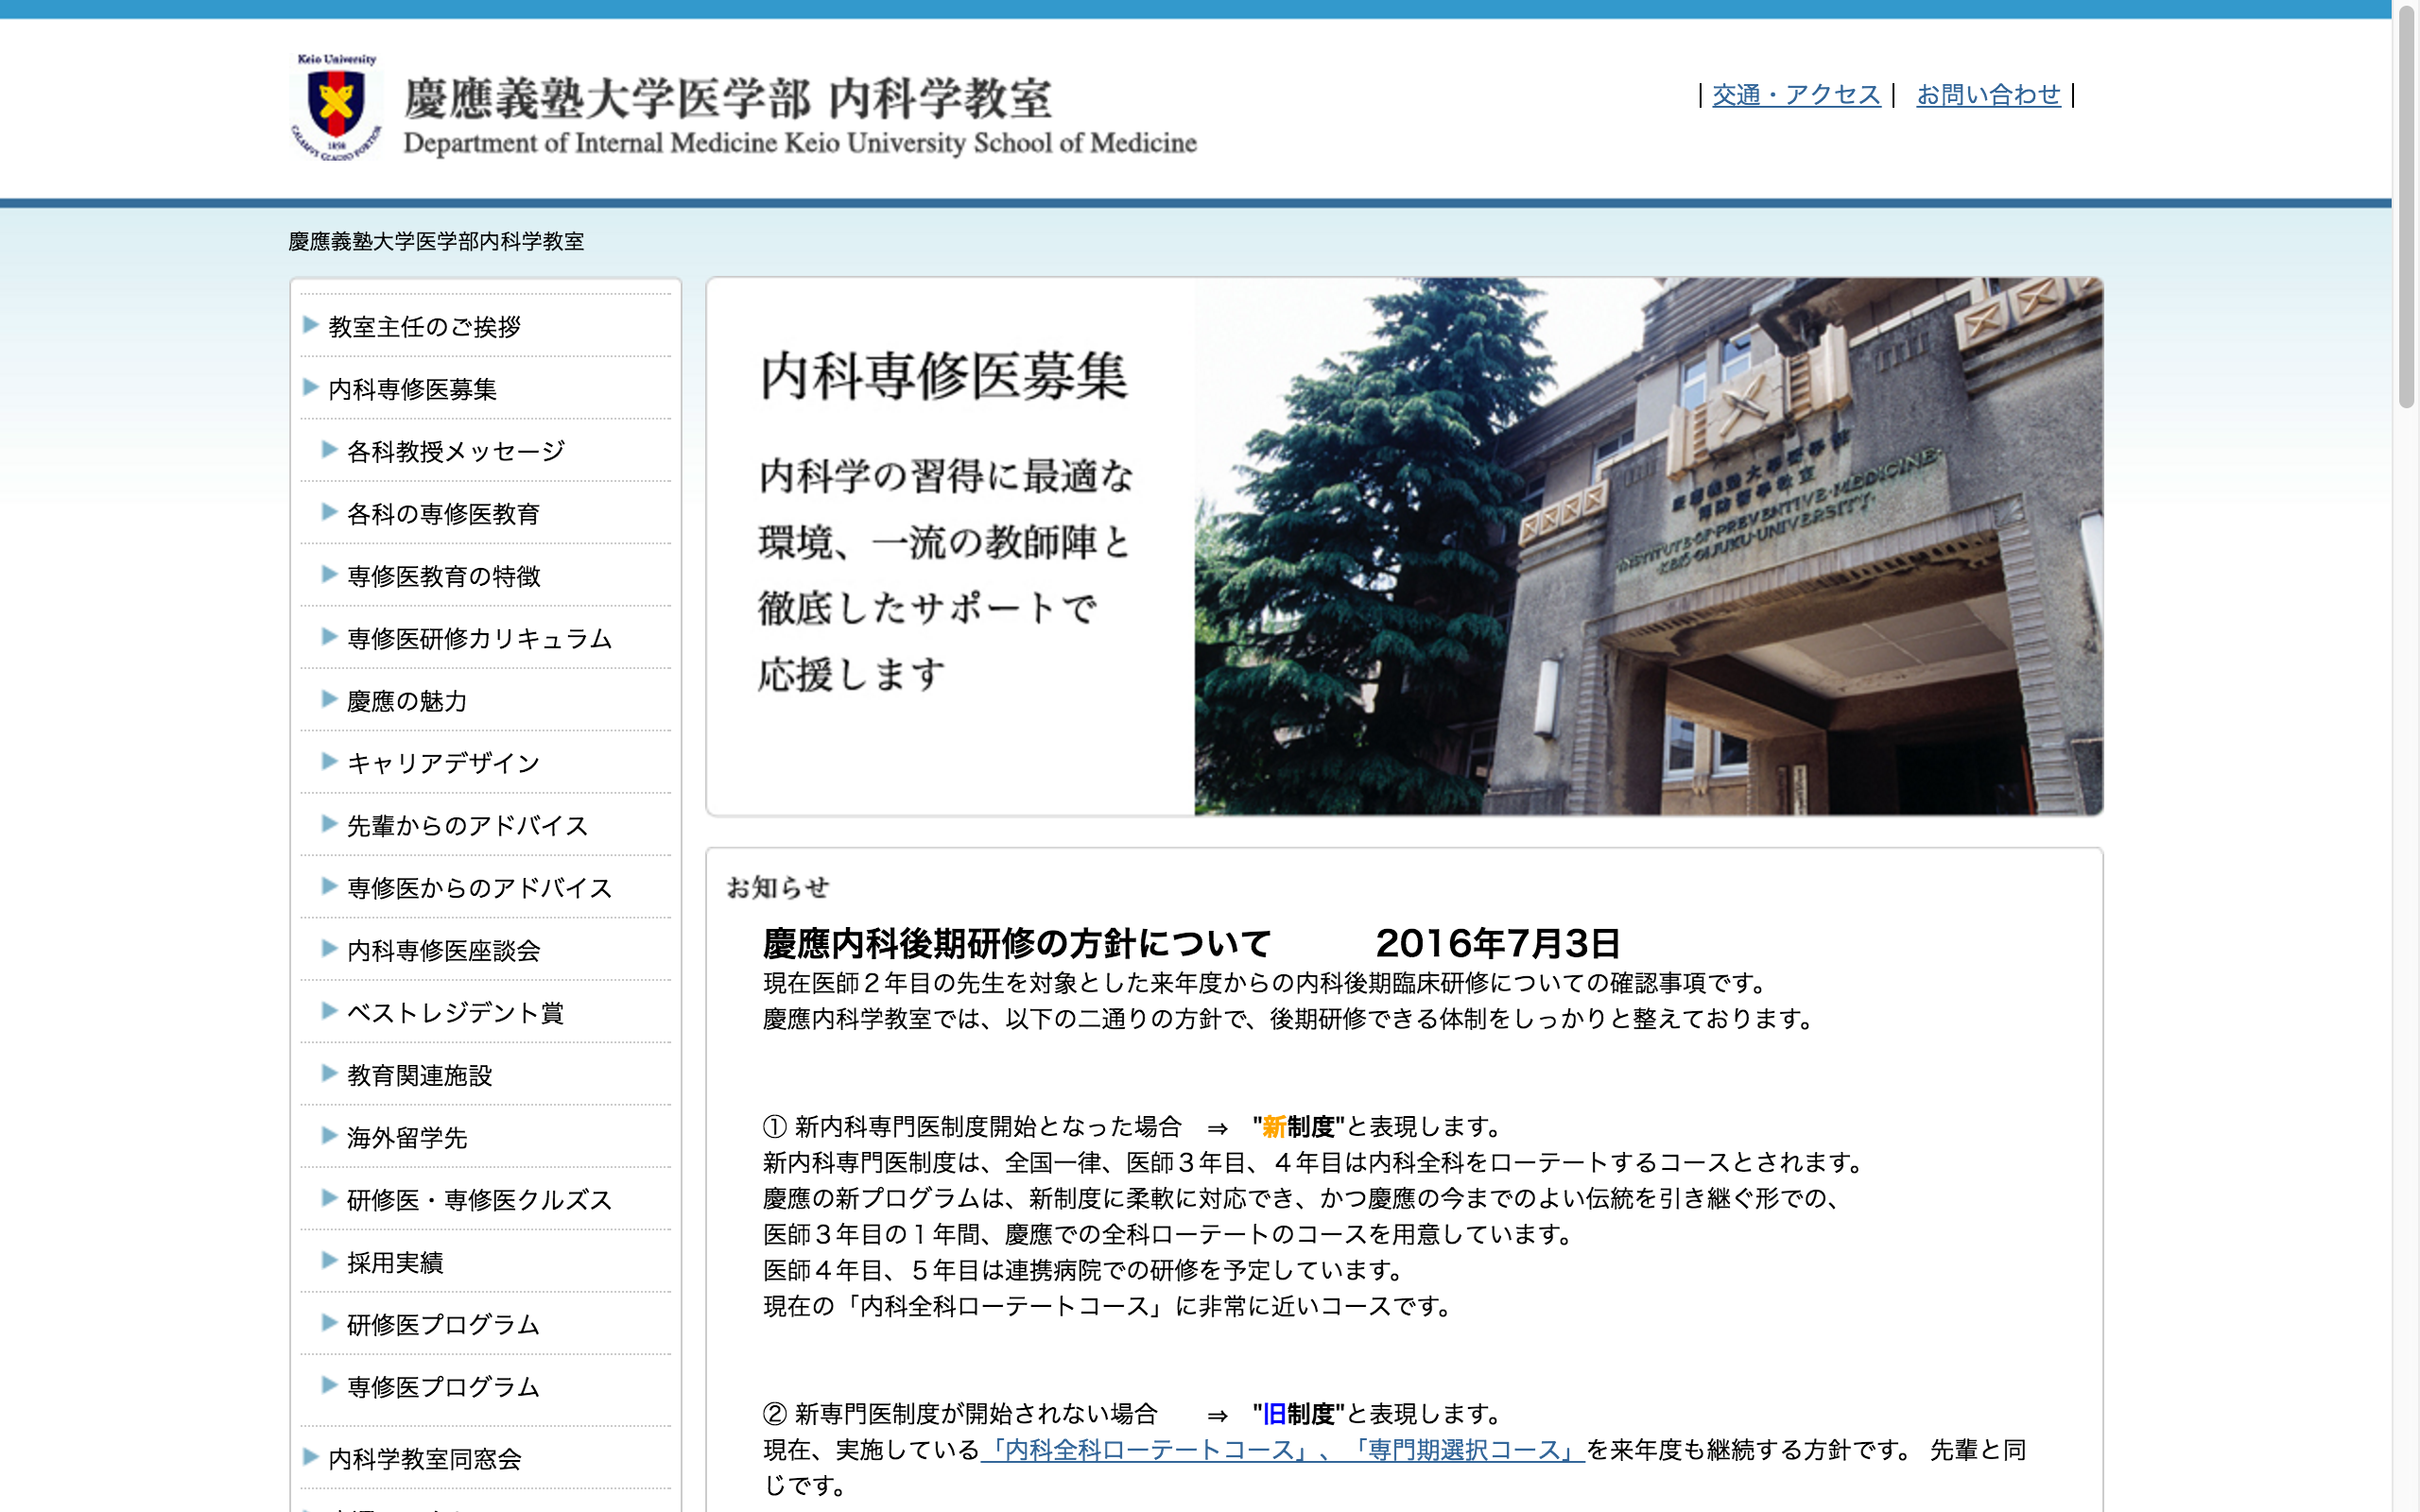 Keio University
1858
CALAMVS GLADIO FORTIOR
慶應義塾大学医学部 内科学教室
Department of Internal Medicine Keio University School of Medicine
| 交通・アクセス | お問い合わせ |
慶應義塾大学医学部内科学教室
教室主任のご挨拶
内科専修医募集
各科教授メッセージ
各科の専修医教育
専修医教育の特徴
専修医研修カリキュラム
慶應の魅力
キャリアデザイン
先輩からのアドバイス
専修医からのアドバイス
内科専修医座談会
ベストレジデント賞
教育関連施設
海外留学先
研修医・専修医クルズス
採用実績
研修医プログラム
専修医プログラム
内科学教室同窓会
内科専修医募集
内科学の習得に最適な
環境、一流の教師陣と
徹底したサポートで
応援します
慶應義塾大學醫學部
豫防醫學教室
INSTITUTE·OF·PREVENTIVE·MEDICINE·
KEIO·GIJUKU·UNIVERSITY·
お知らせ
慶應内科後期研修の方針について 2016年7月3日
現在医師２年目の先生を対象とした来年度からの内科後期臨床研修についての確認事項です。
慶應内科学教室では、以下の二通りの方針で、後期研修できる体制をしっかりと整えております。
① 新内科専門医制度開始となった場合 ⇒ "新制度"と表現します。
新内科専門医制度は、全国一律、医師３年目、４年目は内科全科をローテートするコースとされます。
慶應の新プログラムは、新制度に柔軟に対応でき、かつ慶應の今までのよい伝統を引き継ぐ形での、
医師３年目の１年間、慶應での全科ローテートのコースを用意しています。
医師４年目、５年目は連携病院での研修を予定しています。
現在の「内科全科ローテートコース」に非常に近いコースです。
② 新専門医制度が開始されない場合 ⇒ "旧制度"と表現します。
現在、実施している「内科全科ローテートコース」、「専門期選択コース」を来年度も継続する方針です。 先輩と同
じです。